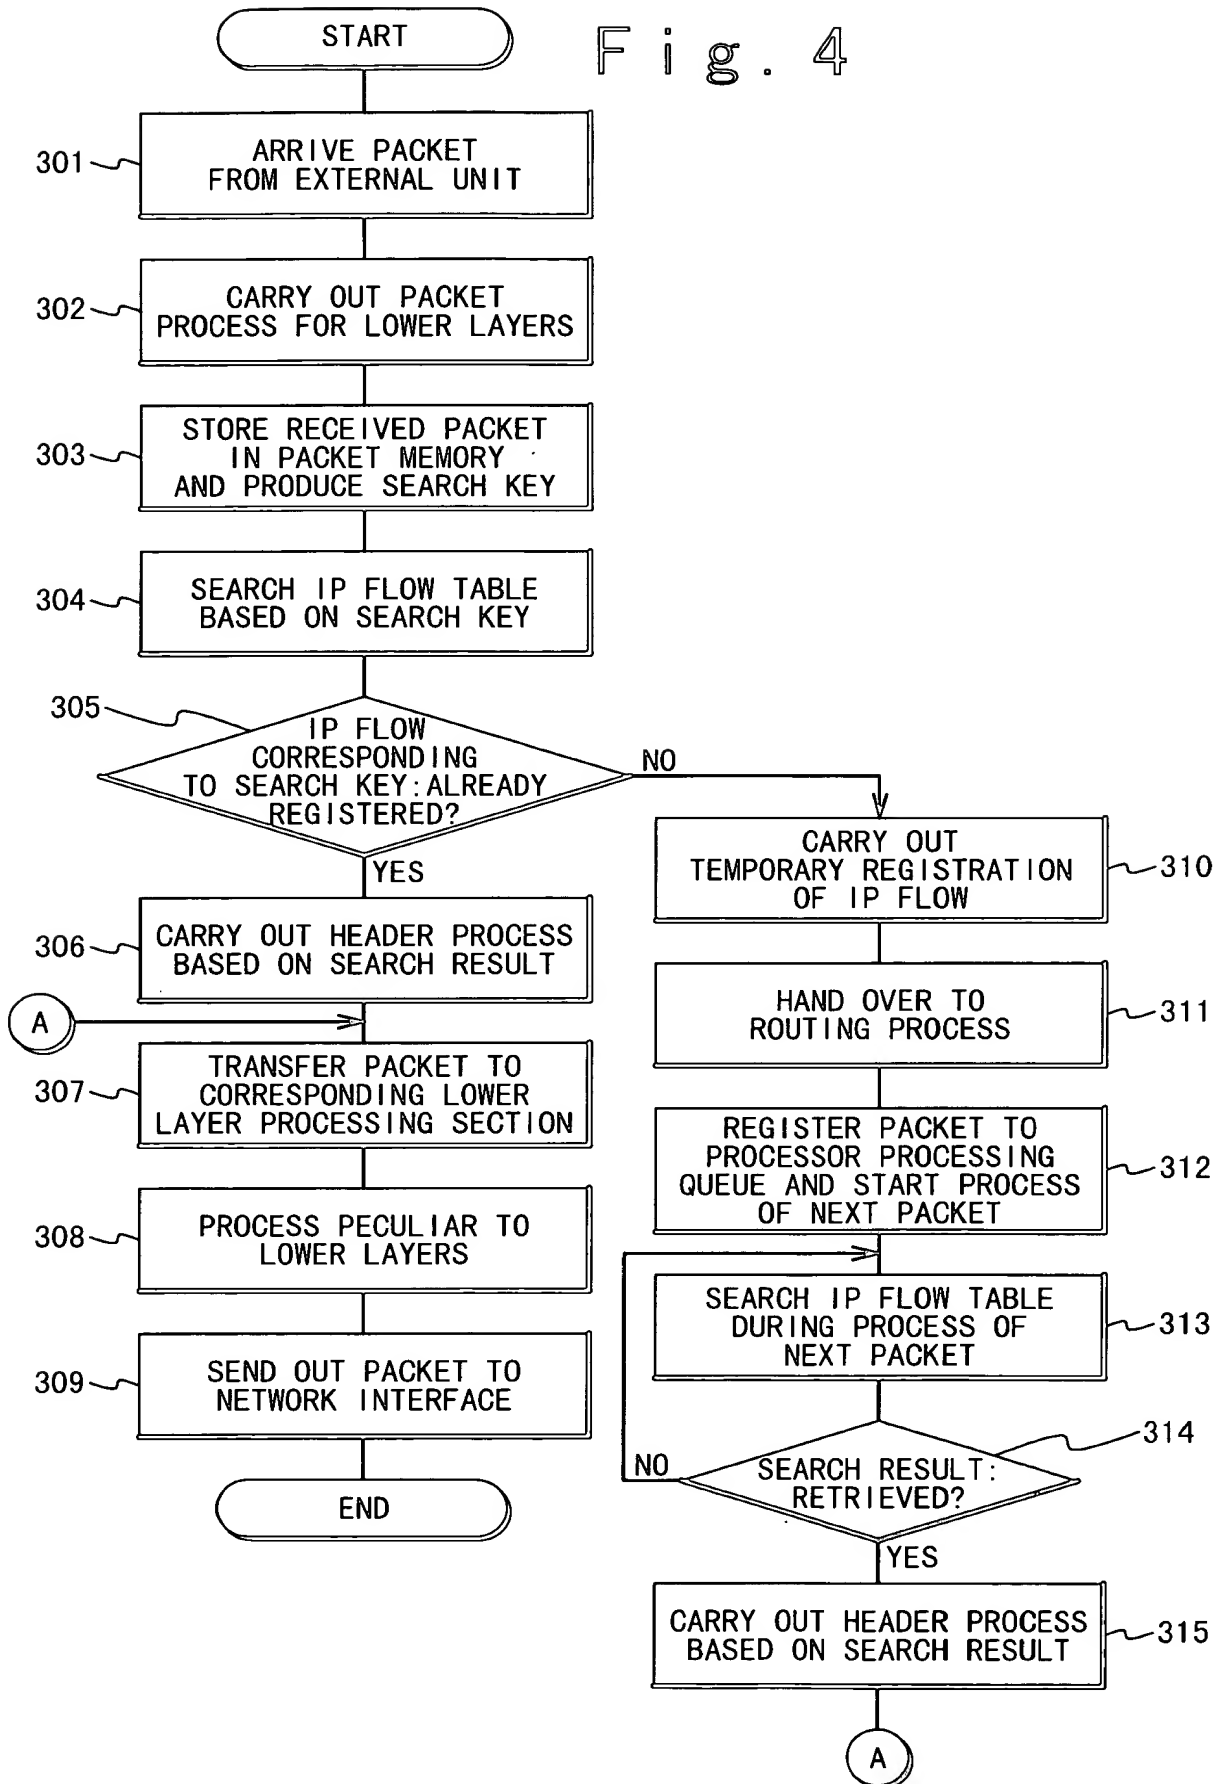 START
Fig. 4
301
ARRIVE PACKET
FROM EXTERNAL UNIT
302
CARRY OUT PACKET
PROCESS FOR LOWER LAYERS
303
STORE RECEIVED PACKET
IN PACKET MEMORY
AND PRODUCE SEARCH KEY
304
SEARCH IP FLOW TABLE
BASED ON SEARCH KEY
305
IP FLOW
CORRESPONDING
TO SEARCH KEY:ALREADY
REGISTERED?
NO
YES
306
CARRY OUT HEADER PROCESS
BASED ON SEARCH RESULT
A
307
TRANSFER PACKET TO
CORRESPONDING LOWER
LAYER PROCESSING SECTION
308
PROCESS PECULIAR TO
LOWER LAYERS
309
SEND OUT PACKET TO
NETWORK INTERFACE
END
CARRY OUT
TEMPORARY REGISTRATION
OF IP FLOW
310
HAND OVER TO
ROUTING PROCESS
311
REGISTER PACKET TO
PROCESSOR PROCESSING
QUEUE AND START PROCESS
OF NEXT PACKET
312
SEARCH IP FLOW TABLE
DURING PROCESS OF
NEXT PACKET
313
314
NO
SEARCH RESULT:
RETRIEVED?
YES
CARRY OUT HEADER PROCESS
BASED ON SEARCH RESULT
315
A